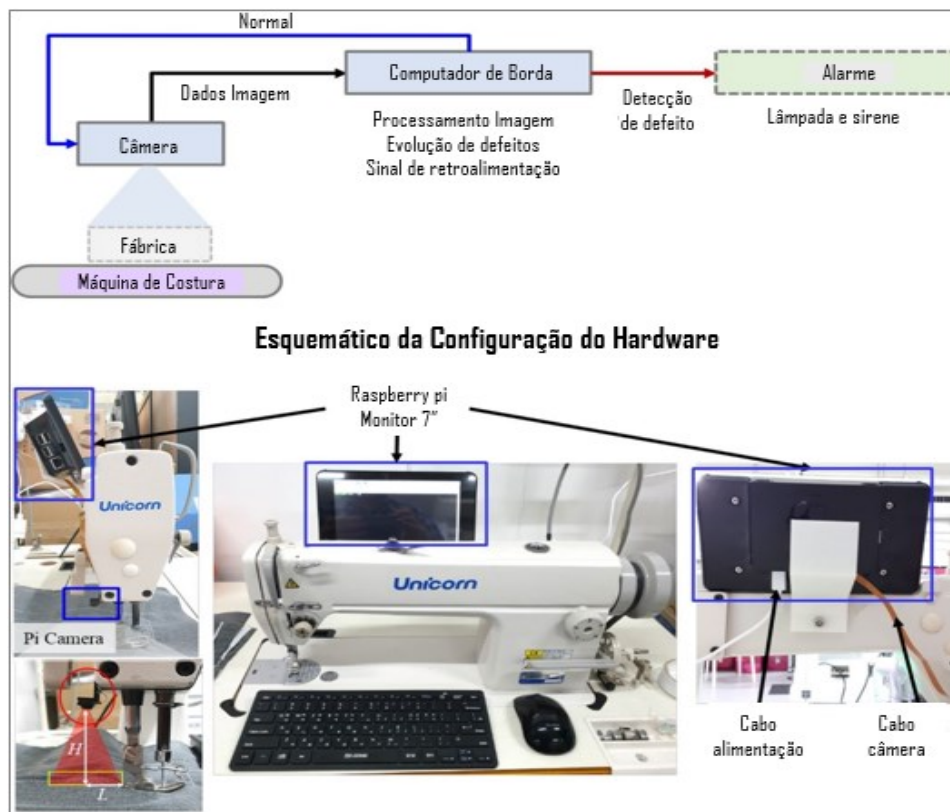 Normal
Computador de Borda
Alarme
Dados Imagem
Detecção
de defeito
Lâmpada e sirene
Processamento Imagem
Evolução de defeitos
Sinal de retroalimentação
Câmera
Fábrica
Máquina de Costura
Esquemático da Configuração do Hardware
Raspberry pi
Monitor 7"
Unicorn
Unicorn
Pi Camera
H
L
Cabo
alimentação
Cabo
câmera